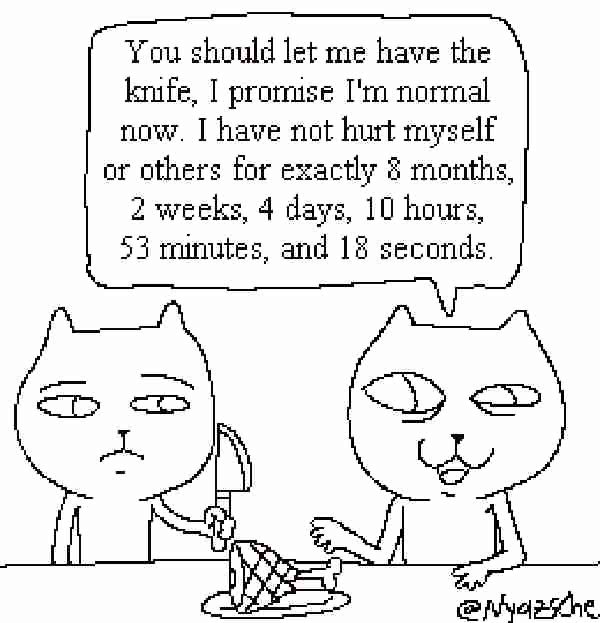 You should let me have the
knife, I promise I'm normal
now. I have not hurt myself
or others for exactly 8 months,
2 weeks, 4 days, 10 hours,
53 minutes, and 18 seconds.
@Nyazsche